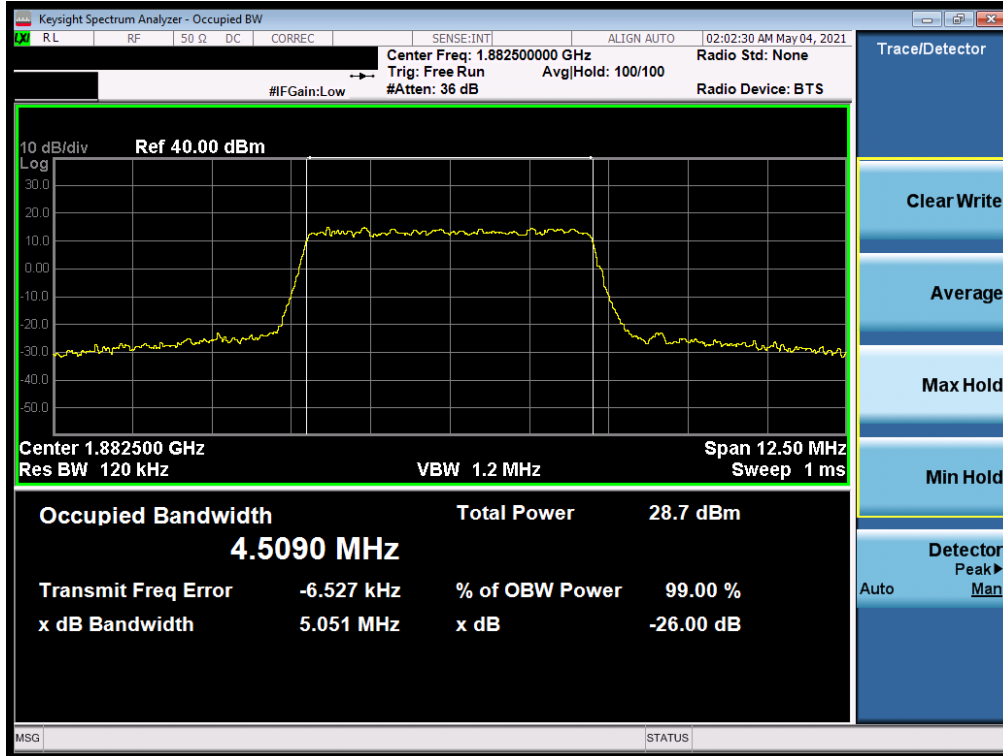 Keysight Spectrum Analyzer - Occupied BW
LXI RL RF 50 Ω DC CORREC SENSE:INT ALIGN AUTO 02:02:30 AM May 04, 2021
Center Freq: 1.882500000 GHz Radio Std: None
Trig: Free Run Avg|Hold: 100/100
#IFGain:Low #Atten: 36 dB Radio Device: BTS
10 dB/div Ref 40.00 dBm
Log
30.0
20.0
10.0
0.00
-10.0
-20.0
-30.0
-40.0
-50.0
Center 1.882500 GHz Span 12.50 MHz
Res BW 120 kHz VBW 1.2 MHz Sweep 1 ms
Occupied Bandwidth Total Power 28.7 dBm
4.5090 MHz
Transmit Freq Error -6.527 kHz % of OBW Power 99.00 %
x dB Bandwidth 5.051 MHz x dB -26.00 dB
MSG STATUS
Trace/Detector
Clear Write
Average
Max Hold
Min Hold
Detector
Peak▶
Auto Man